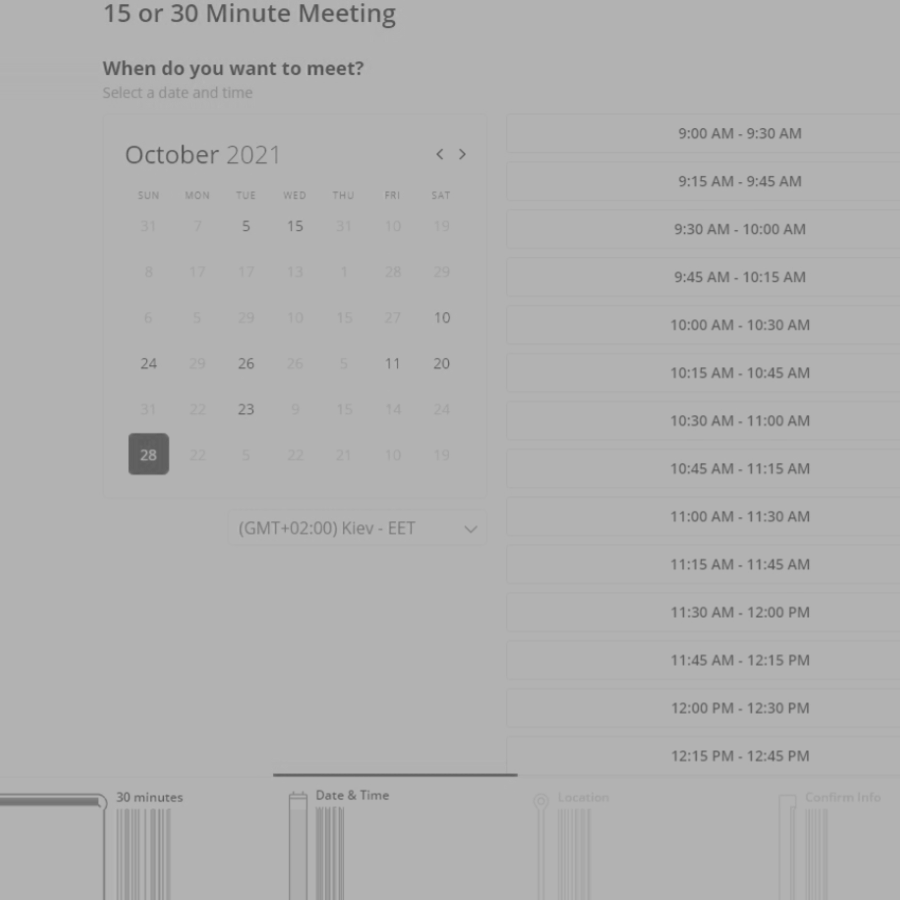 15 or 30 Minute Meeting
When do you want to meet?
Select a date and time
October 2021
SUN MON TUE WED THU FRI SAT
31 7 5 15 31 10 19
8 17 17 13 1 28 29
6 5 29 10 15 27 10
24 29 26 26 5 11 20
31 22 23 9 15 14 24
28 22 5 22 21 10 19
(GMT+02:00) Kiev - EET
9:00 AM - 9:30 AM
9:15 AM - 9:45 AM
9:30 AM - 10:00 AM
9:45 AM - 10:15 AM
10:00 AM - 10:30 AM
10:15 AM - 10:45 AM
10:30 AM - 11:00 AM
10:45 AM - 11:15 AM
11:00 AM - 11:30 AM
11:15 AM - 11:45 AM
11:30 AM - 12:00 PM
11:45 AM - 12:15 PM
12:00 PM - 12:30 PM
12:15 PM - 12:45 PM
30 minutes
Date & Time
Location
Confirm Info